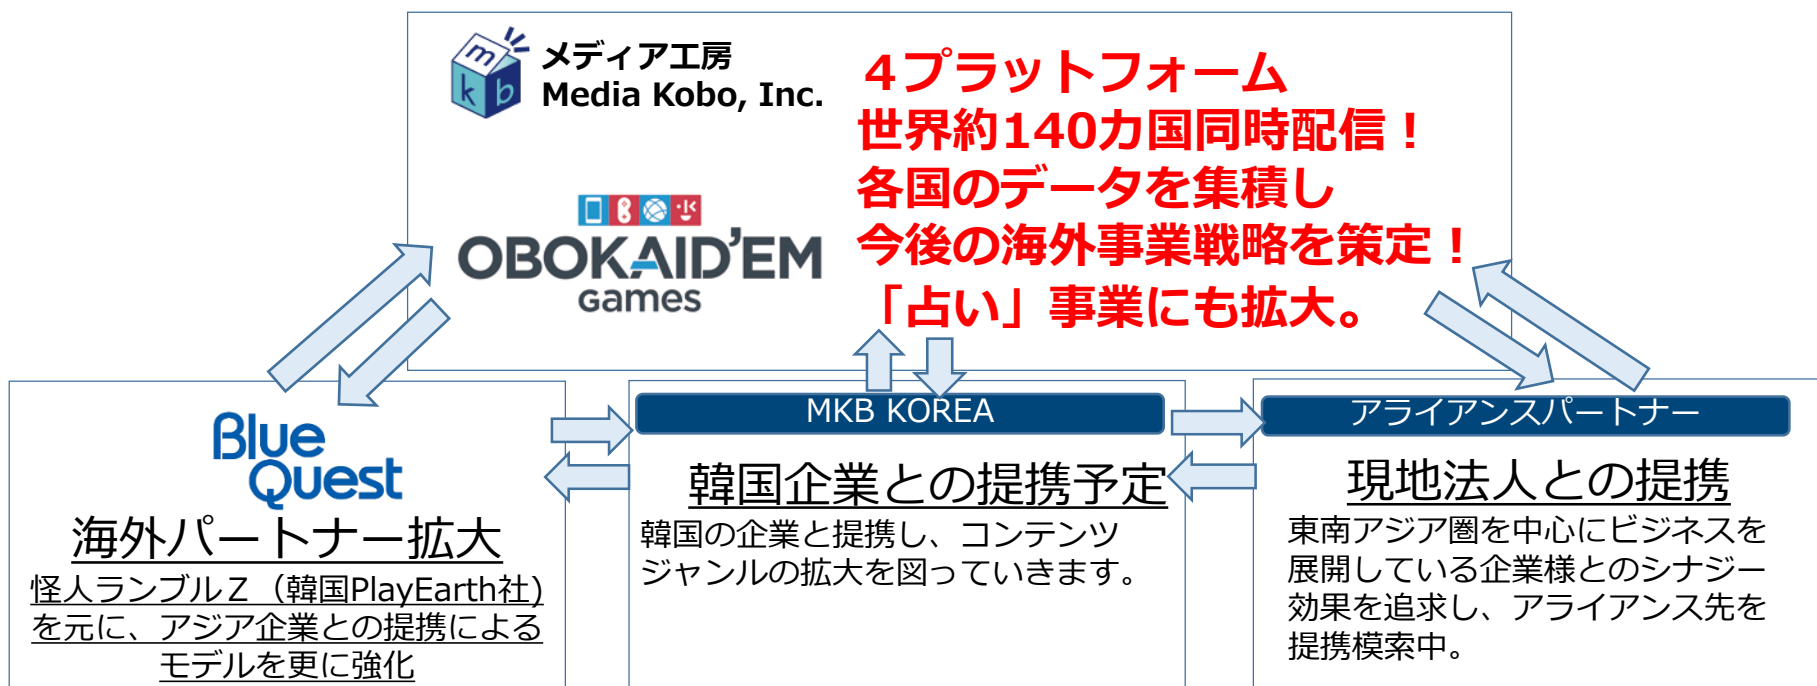 mkb
メディア工房
Media Kobo, Inc.
4プラットフォーム
世界約140カ国同時配信！
各国のデータを集積し
今後の海外事業戦略を策定！
「占い」事業にも拡大。
OBOKAID'EM
games
Blue
Quest
海外パートナー拡大
怪人ランブルＺ（韓国PlayEarth社)
を元に、アジア企業との提携による
モデルを更に強化
MKB KOREA
韓国企業との提携予定
韓国の企業と提携し、コンテンツ
ジャンルの拡大を図っていきます。
アライアンスパートナー
現地法人との提携
東南アジア圏を中心にビジネスを
展開している企業様とのシナジー
効果を追求し、アライアンス先を
提携模索中。